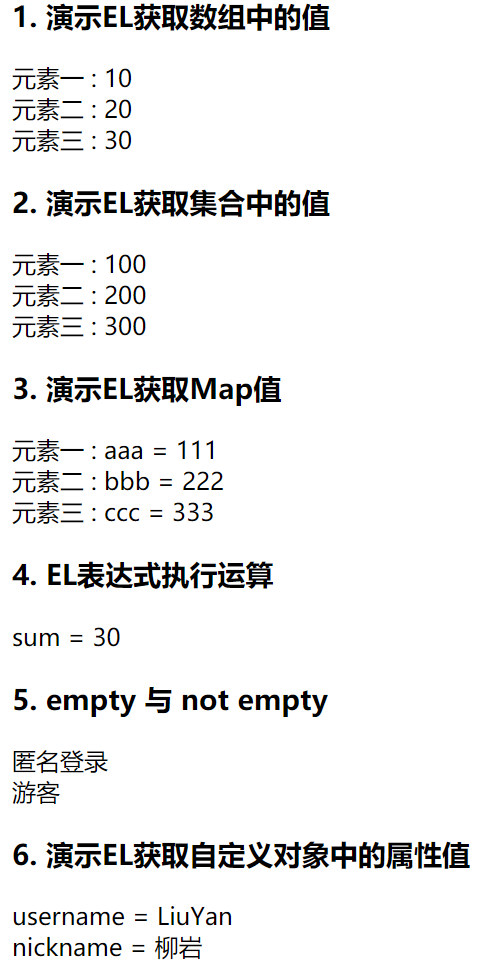 1. 演示EL获取数组中的值
元素一 : 10
元素二 : 20
元素三 : 30
2. 演示EL获取集合中的值
元素一 : 100
元素二 : 200
元素三 : 300
3. 演示EL获取Map值
元素一 : aaa = 111
元素二 : bbb = 222
元素三 : ccc = 333
4. EL表达式执行运算
sum = 30
5. empty 与 not empty
匿名登录
游客
6. 演示EL获取自定义对象中的属性值
username = LiuYan
nickname = 柳岩